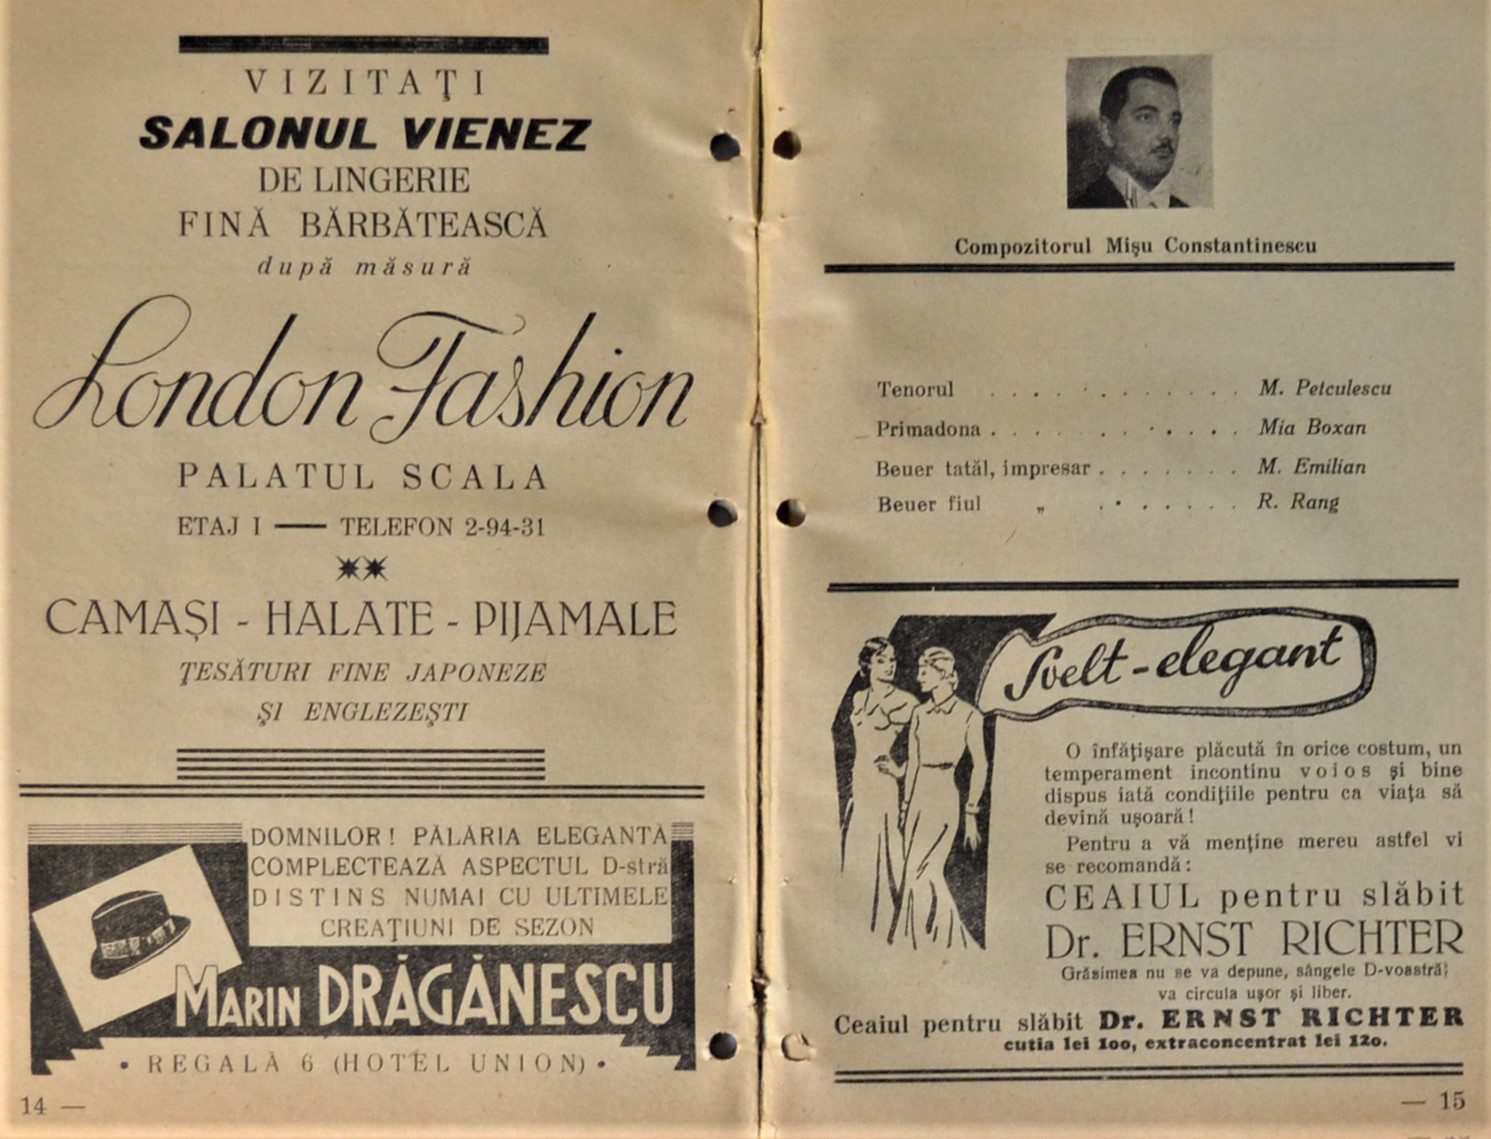 VIZITAŢI
SALONUL VIENEZ
DE LINGERIE
FINĂ BĂRBĂTEASCĂ
după măsură
London Fashion
PALATUL SCALA
ETAJ I — TELEFON 2-94-31
CAMAŞI - HALATE - PIJAMALE
ŢESĂTURI FINE JAPONEZE
ŞI ENGLEZEŞTI
DOMNILOR! PĂLĂRIA ELEGANTĂ
COMPLECTEAZĂ ASPECTUL D-stră
DISTINS NUMAI CU ULTIMELE
CREAŢIUNI DE SEZON
MARIN DRĂGĂNESCU
• REGALĂ 6 (HOTEL UNION) •
14 —
Compozitorul Mişu Constantinescu
Tenorul . . . . . . . . . . . . M. Petculescu
Primadona . . . . . . . . . . . Mia Boxan
Beuer tatăl, impresar . . . . . . . M. Emilian
Beuer fiul „ . . . . . . . R. Rang
Svelt-elegant
O înfăţişare plăcută în orice costum, un
temperament incontinu voios şi bine
dispus iată condiţiile pentru ca viaţa să
devină uşoară!
Pentru a vă menţine mereu astfel vi
se recomandă:
CEAIUL pentru slăbit
Dr. ERNST RICHTER
Grăsimea nu se va depune, sângele D-voastră
va circula uşor şi liber.
Ceaiul pentru slăbit Dr. ERNST RICHTER
cutia lei 100, extraconcentrat lei 120.
— 15